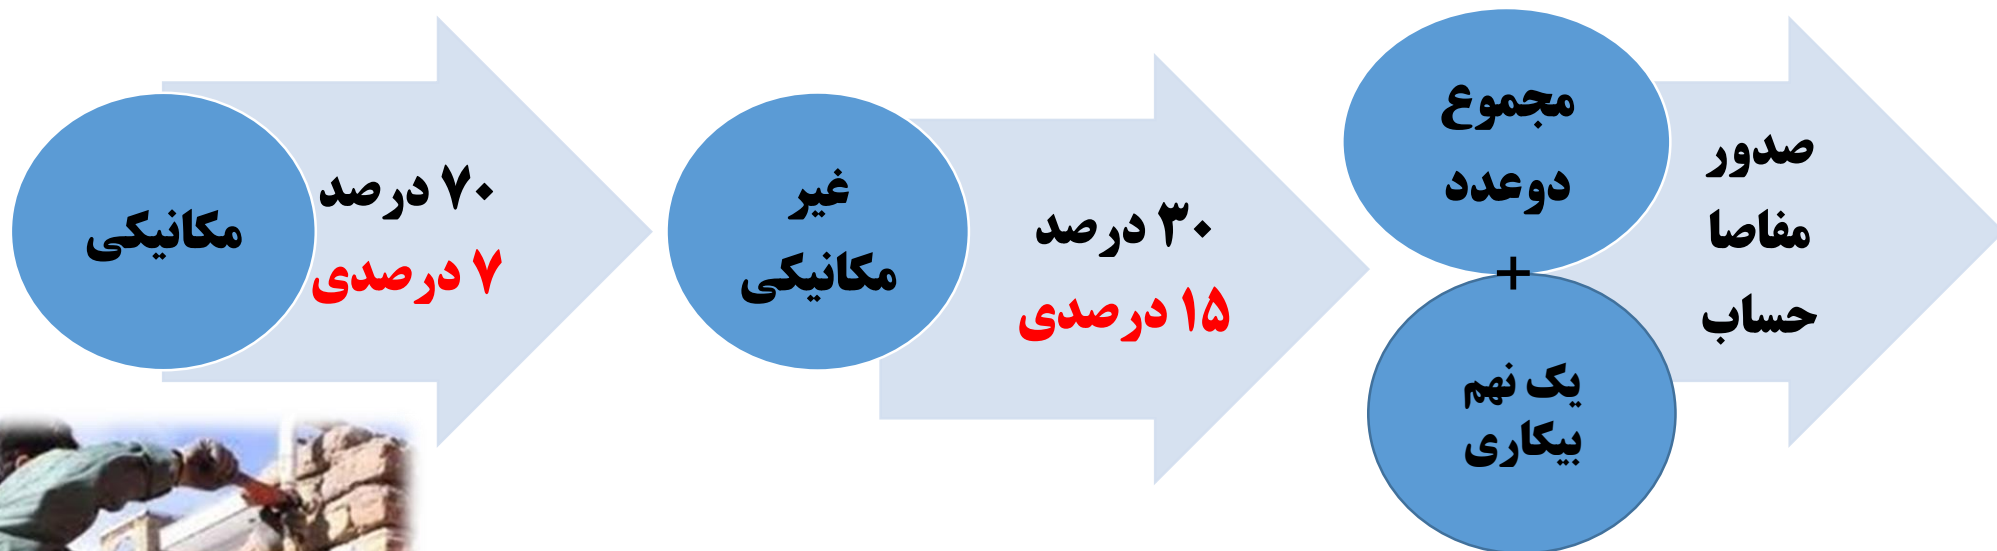 مکانیکی
۷۰ درصد
۷ درصدی
غیر
مکانیکی
۳۰ درصد
۱۵ درصدی
مجموع
دوعدد
+
یک نهم
بیکاری
صدور
مفاصا
حساب